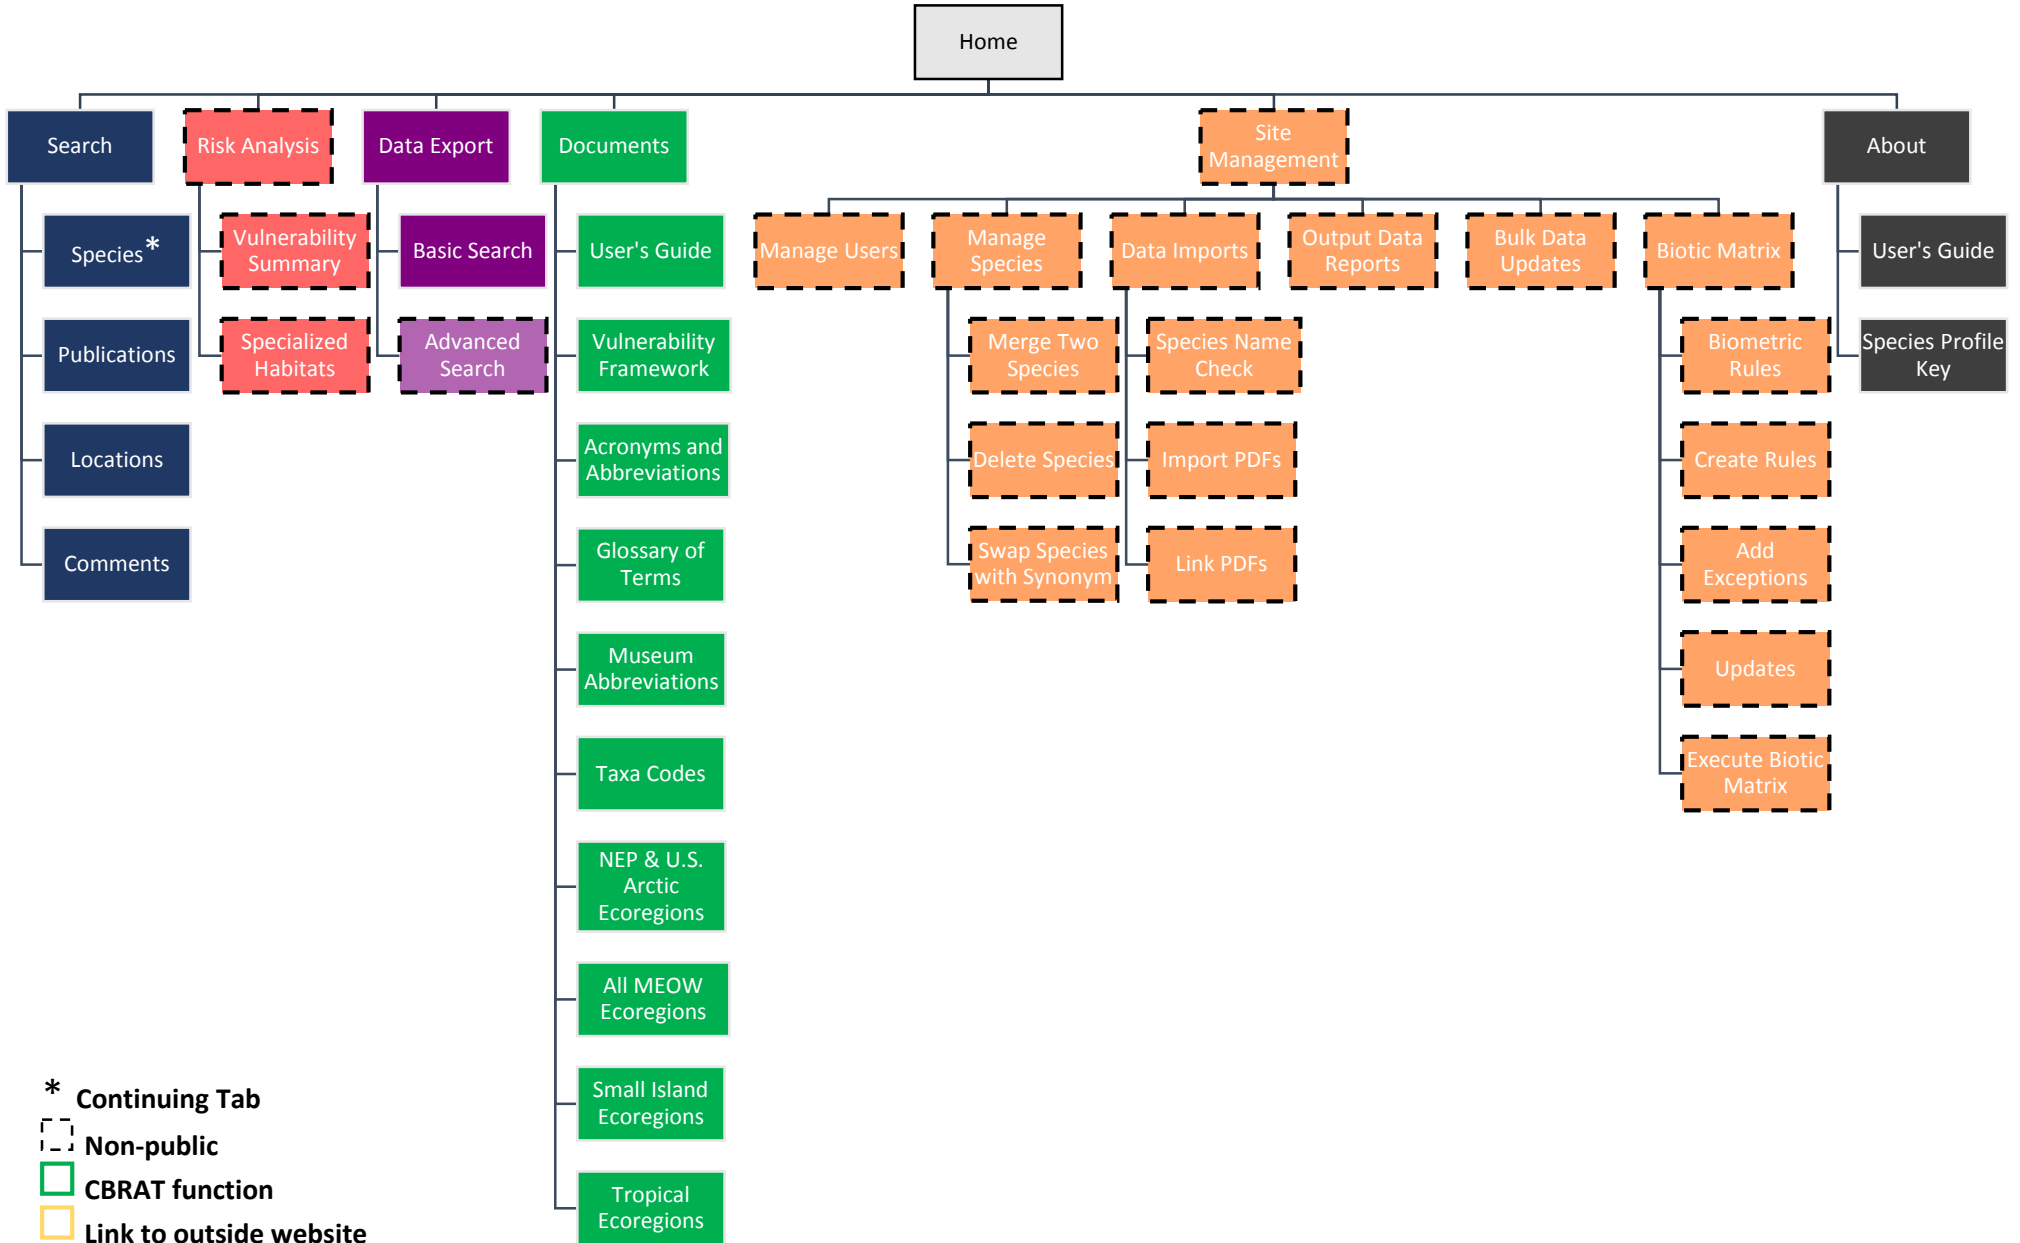 Home
Search
Risk Analysis
Data Export
Documents
Site
Management
About
Species*
Publications
Locations
Comments
Vulnerability
Summary
Specialized
Habitats
Basic Search
Advanced
Search
User's Guide
Vulnerability
Framework
Acronyms and
Abbreviations
Glossary of
Terms
Museum
Abbreviations
Taxa Codes
NEP & U.S.
Arctic
Ecoregions
All MEOW
Ecoregions
Small Island
Ecoregions
Tropical
Ecoregions
Manage Users
Manage
Species
Merge Two
Species
Delete Species
Swap Species
with Synonym
Data Imports
Species Name
Check
Import PDFs
Link PDFs
Output Data
Reports
Bulk Data
Updates
Biotic Matrix
Biometric
Rules
Create Rules
Add
Exceptions
Updates
Execute Biotic
Matrix
User's Guide
Species Profile
Key
* Continuing Tab
Non-public
CBRAT function
Link to outside website